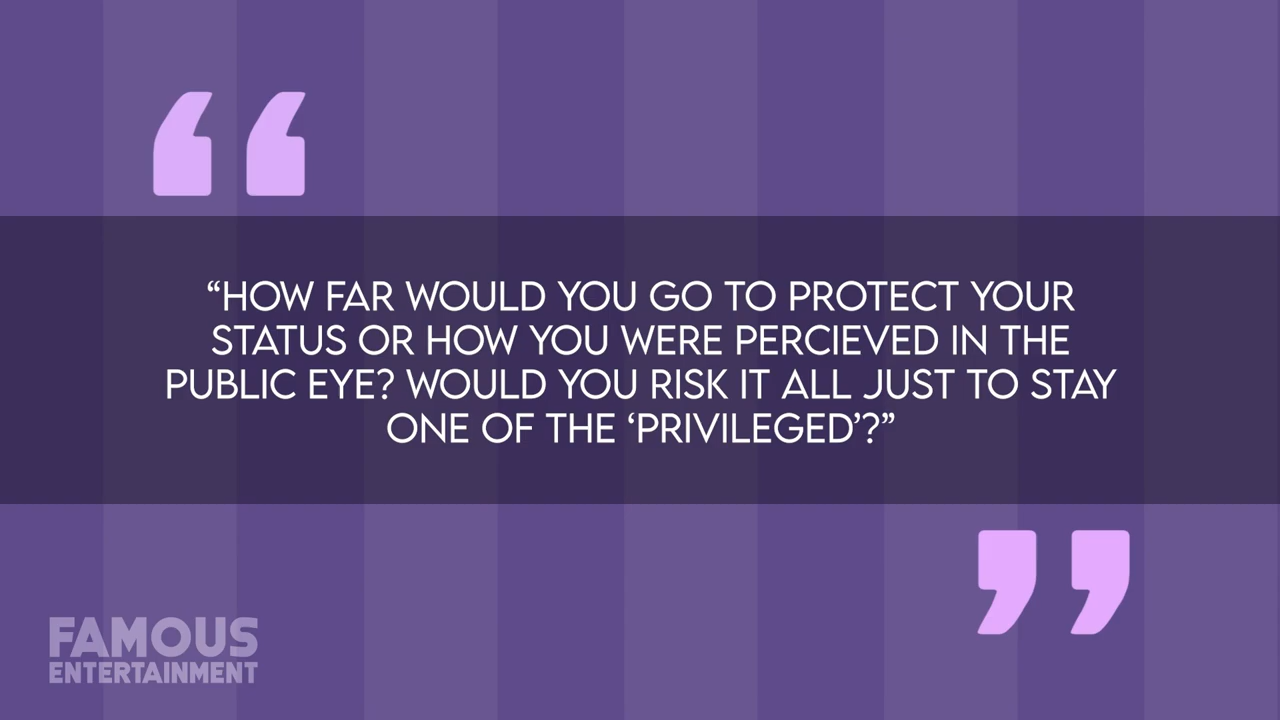 “HOW FAR WOULD YOU GO TO PROTECT YOUR
STATUS OR HOW YOU WERE PERCIEVED IN THE
PUBLIC EYE? WOULD YOU RISK IT ALL JUST TO STAY
ONE OF THE ‘PRIVILEGED’?”
FAMOUS
ENTERTAINMENT